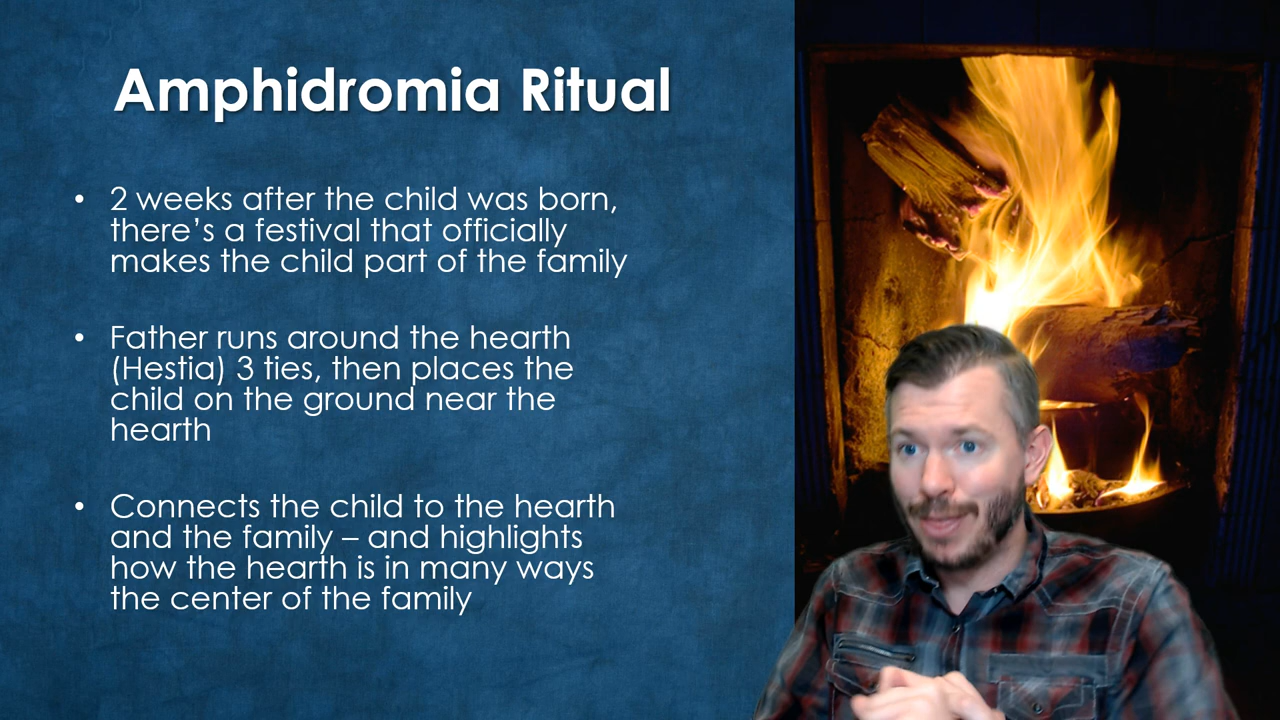 Amphidromia Ritual
• 2 weeks after the child was born,
there’s a festival that officially
makes the child part of the family
• Father runs around the hearth
(Hestia) 3 ties, then places the
child on the ground near the
hearth
• Connects the child to the hearth
and the family – and highlights
how the hearth is in many ways
the center of the family